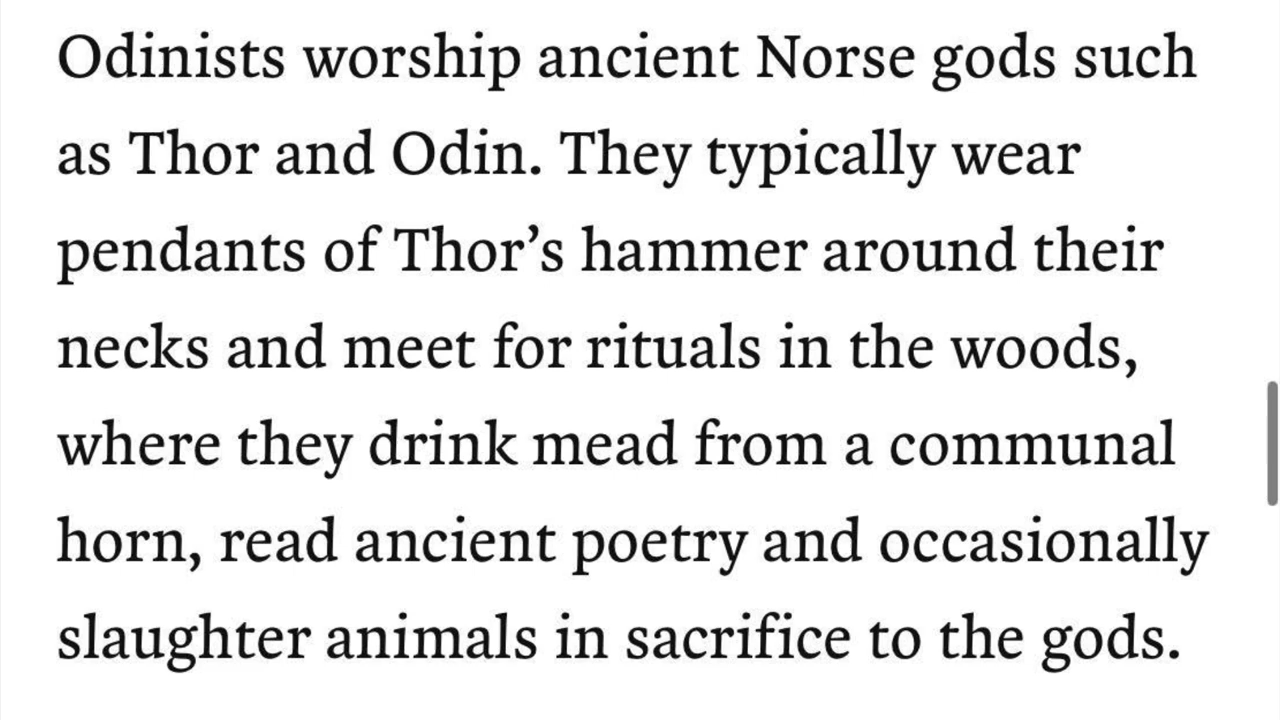 Odinists worship ancient Norse gods such
as Thor and Odin. They typically wear
pendants of Thor’s hammer around their
necks and meet for rituals in the woods,
where they drink mead from a communal
horn, read ancient poetry and occasionally
slaughter animals in sacrifice to the gods.